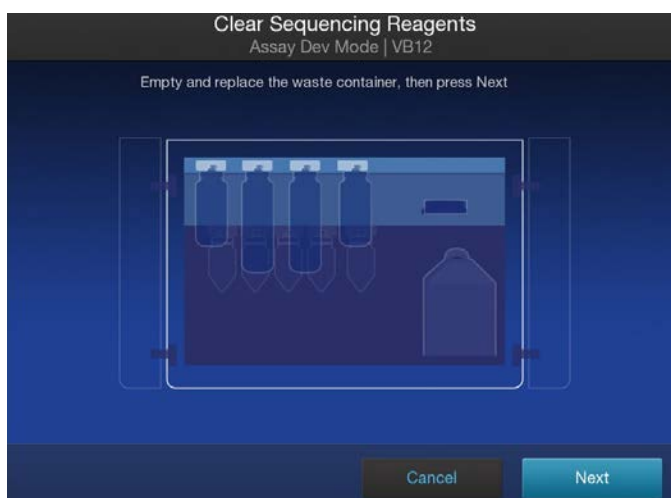 Clear Sequencing Reagents
Assay Dev Mode | VB12
Empty and replace the waste container, then press Next
Cancel
Next